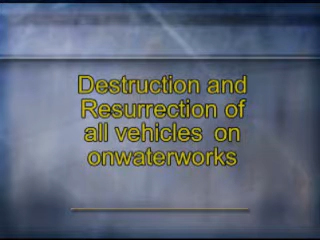 Destruction and
Resurrection of
all vehicles on
onwaterworks